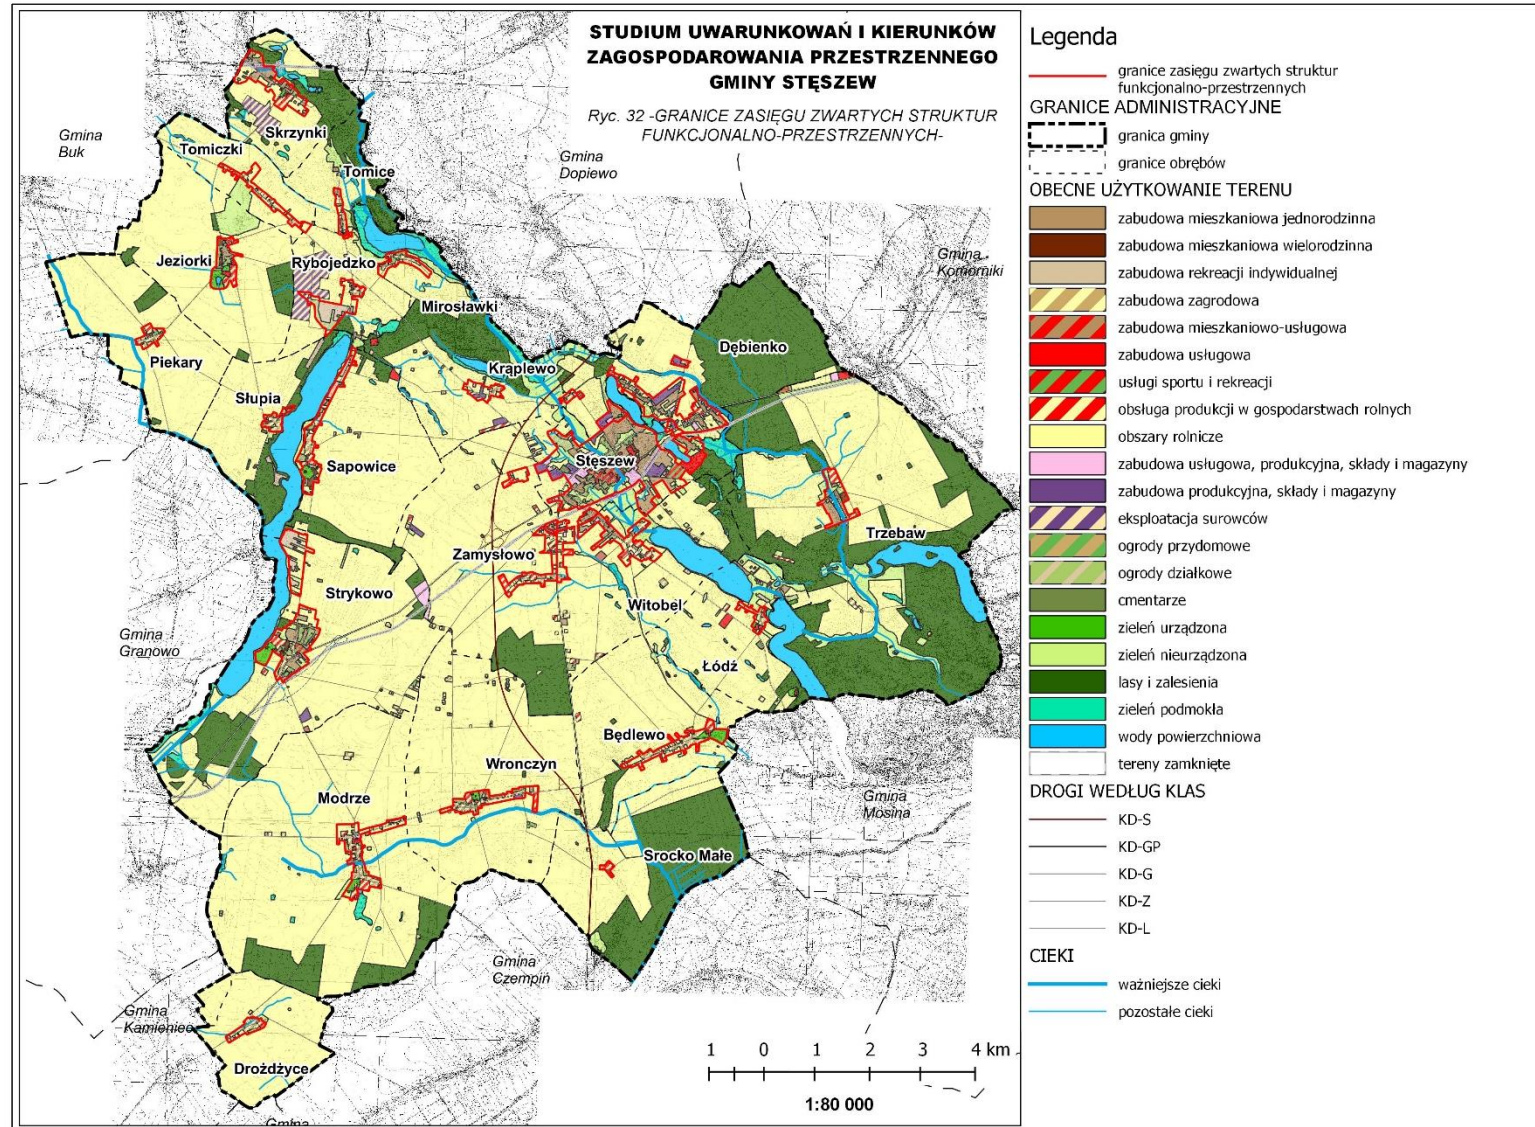 STUDIUM UWARUNKOWAŃ I KIERUNKÓW
ZAGOSPODAROWANIA PRZESTRZENNEGO
GMINY STĘSZEW
Ryc. 32 -GRANICE ZASIĘGU ZWARTYCH STRUKTUR
FUNKCJONALNO-PRZESTRZENNYCH-
Gmina
Buk
Skrzynki
Tomiczki
Tomice
Gmina
Dopiewo
Jeziorki
Rybojedzko
Gmina
Komorniki
Mirosławki
Dębienko
Piekary
Krąplewo
Słupia
Stęszew
Sapowice
Trzebaw
Zamysłowo
Strykowo
Witobel
Gmina
Granowo
Łódź
Będlewo
Wronczyn
Modrze
Gmina
Mosina
Srocko Małe
Gmina
Czempiń
Gmina
Kamieniec
Drożdżyce
Gmina
1 0 1 2 3 4 km
1:80 000
Legenda
granice zasięgu zwartych struktur
funkcjonalno-przestrzennych
GRANICE ADMINISTRACYJNE
granica gminy
granice obrębów
OBECNE UŻYTKOWANIE TERENU
zabudowa mieszkaniowa jednorodzinna
zabudowa mieszkaniowa wielorodzinna
zabudowa rekreacji indywidualnej
zabudowa zagrodowa
zabudowa mieszkaniowo-usługowa
zabudowa usługowa
usługi sportu i rekreacji
obsługa produkcji w gospodarstwach rolnych
obszary rolnicze
zabudowa usługowa, produkcyjna, składy i magazyny
zabudowa produkcyjna, składy i magazyny
eksploatacja surowców
ogrody przydomowe
ogrody działkowe
cmentarze
zieleń urządzona
zieleń nieurządzona
lasy i zalesienia
zieleń podmokła
wody powierzchniowa
tereny zamknięte
DROGI WEDŁUG KLAS
KD-S
KD-GP
KD-G
KD-Z
KD-L
CIEKI
ważniejsze cieki
pozostałe cieki